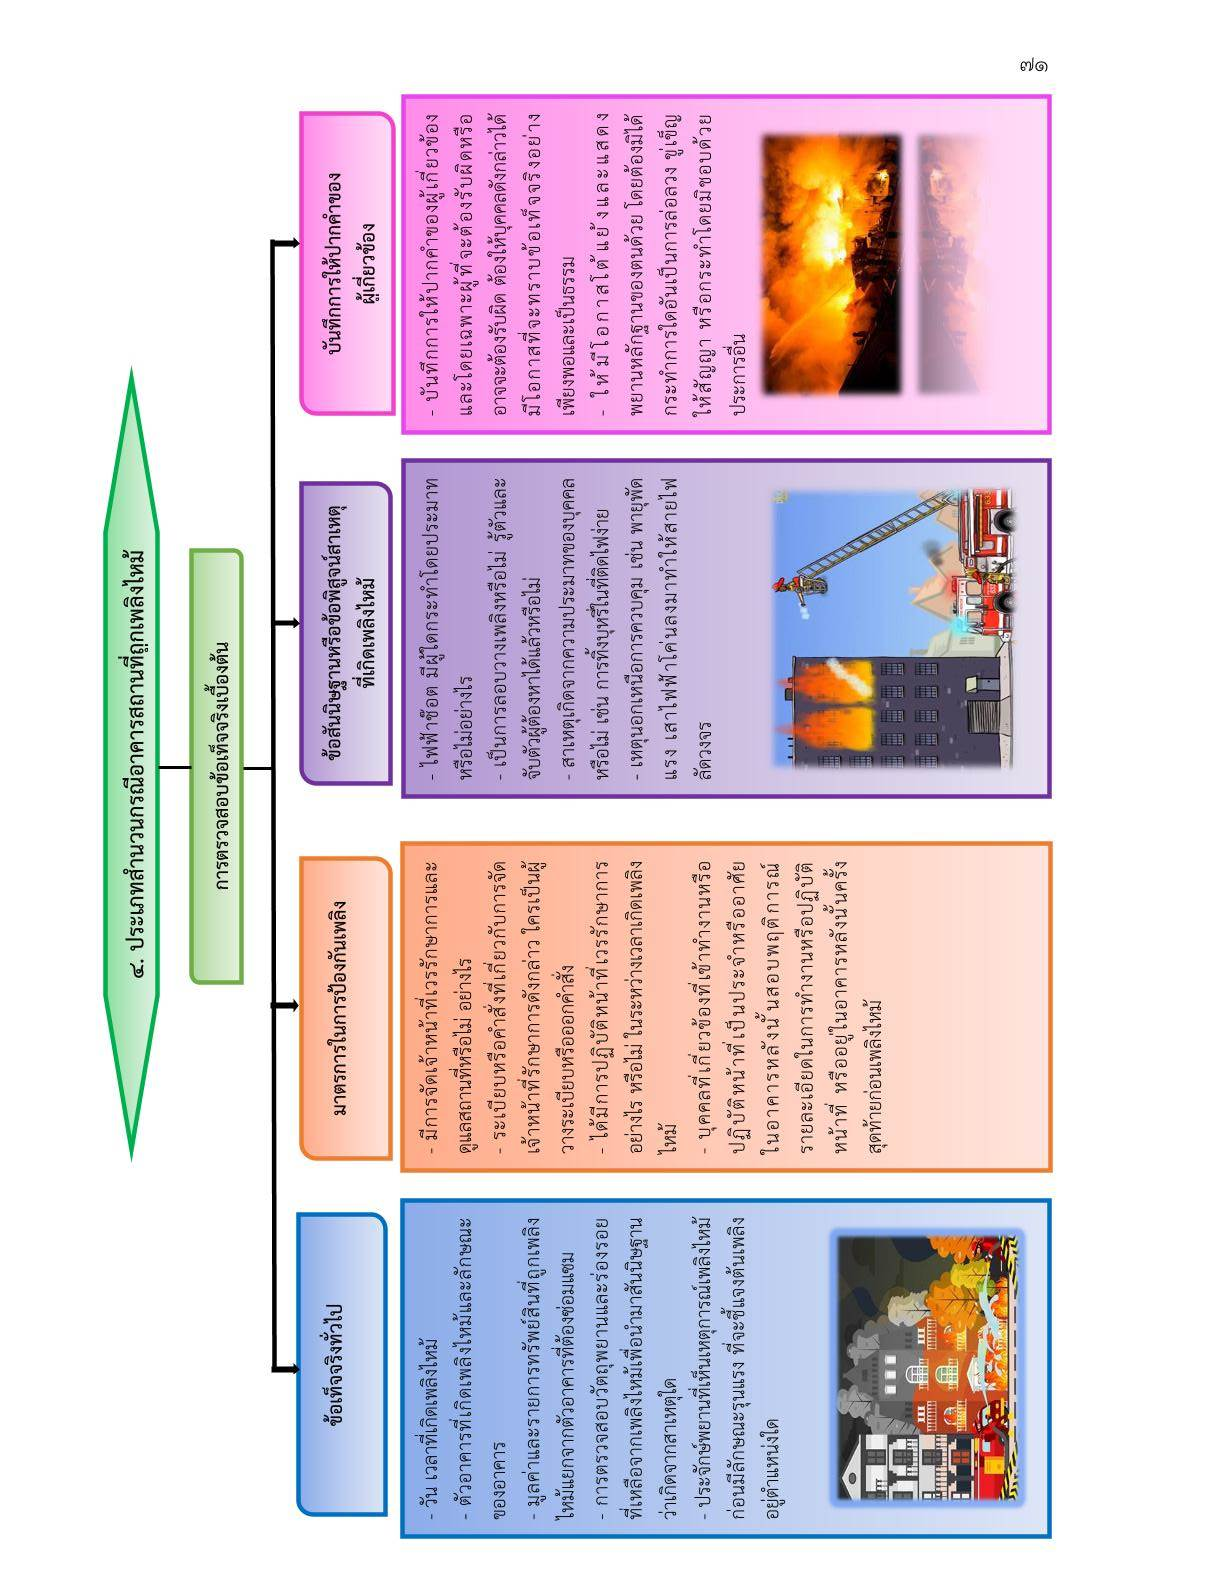 ๗๑
๔. ประเภทสำนวนกรณีอาคารสถานที่ถูกเพลิงไหม้
การตรวจสอบข้อเท็จจริงเบื้องต้น
ข้อเท็จจริงทั่วไป
- วัน เวลาที่เกิดเพลิงไหม้
- ตัวอาคารที่เกิดเพลิงไหม้และลักษณะ
ของอาคาร
- มูลค่าและรายการทรัพย์สินที่ถูกเพลิง
ไหม้แยกจากตัวอาคารที่ต้องซ่อมแซม
- การตรวจสอบวัตถุพยานและร่องรอย
ที่เหลือจากเพลิงไหม้เพื่อนำมาสันนิษฐาน
ว่าเกิดจากสาเหตุใด
- ประจักษ์พยานที่เห็นเหตุการณ์เพลิงไหม้
ก่อนมีลักษณะรุนแรง ที่จะชี้แจงต้นเพลิง
อยู่ตำแหน่งใด
มาตรการในการป้องกันเพลิง
- มีการจัดเจ้าหน้าที่เวรรักษาการและ
ดูแลสถานที่หรือไม่ อย่างไร
- ระเบียบหรือคำสั่งที่เกี่ยวกับการจัด
เจ้าหน้าที่รักษาการดังกล่าว ใครเป็นผู้
วางระเบียบหรือออกคำสั่ง
- ได้มีการปฏิบัติหน้าที่เวรรักษาการ
อย่างไร หรือไม่ ในระหว่างเวลาเกิดเพลิง
ไหม้
- บุคคลที่เกี่ยวข้องที่เข้าทำงานหรือ
ปฏิบัติหน้าที่เป็นประจำหรืออาศัย
ในอาคารหลังนั้นสอบพฤติการณ์
รายละเอียดในการทำงานหรือปฏิบัติ
หน้าที่ หรืออยู่ในอาคารหลังนั้นครั้ง
สุดท้ายก่อนเพลิงไหม้
ข้อสันนิษฐานหรือข้อพิสูจน์สาเหตุ
ที่เกิดเพลิงไหม้
- ไฟฟ้าช๊อต มีผู้ใดกระทำโดยประมาท
หรือไม่อย่างไร
- เป็นการลอบวางเพลิงหรือไม่ รู้ตัวและ
จับตัวผู้ต้องหาได้แล้วหรือไม่
- สาเหตุเกิดจากความประมาทของบุคคล
หรือไม่ เช่น การทิ้งบุหรี่ในที่ติดไฟง่าย
- เหตุนอกเหนือการควบคุม เช่น พายุพัด
แรง เสาไฟฟ้าโค่นลงมาทำให้สายไฟ
ลัดวงจร
บันทึกการให้ปากคำของ
ผู้เกี่ยวข้อง
- บันทึกการให้ปากคำของผู้เกี่ยวข้อง
และโดยเฉพาะผู้ที่จะต้องรับผิดหรือ
อาจจะต้องรับผิด ต้องให้บุคคลดังกล่าวได้
มีโอกาสที่จะทราบข้อเท็จจริงอย่าง
เพียงพอและเป็นธรรม
- ให้มีโอกาสโต้แย้งและแสดง
พยานหลักฐานของตนด้วย โดยต้องมิได้
กระทำการใดอันเป็นการล่อลวง ขู่เข็ญ
ให้สัญญา หรือกระทำโดยมิชอบด้วย
ประการอื่น